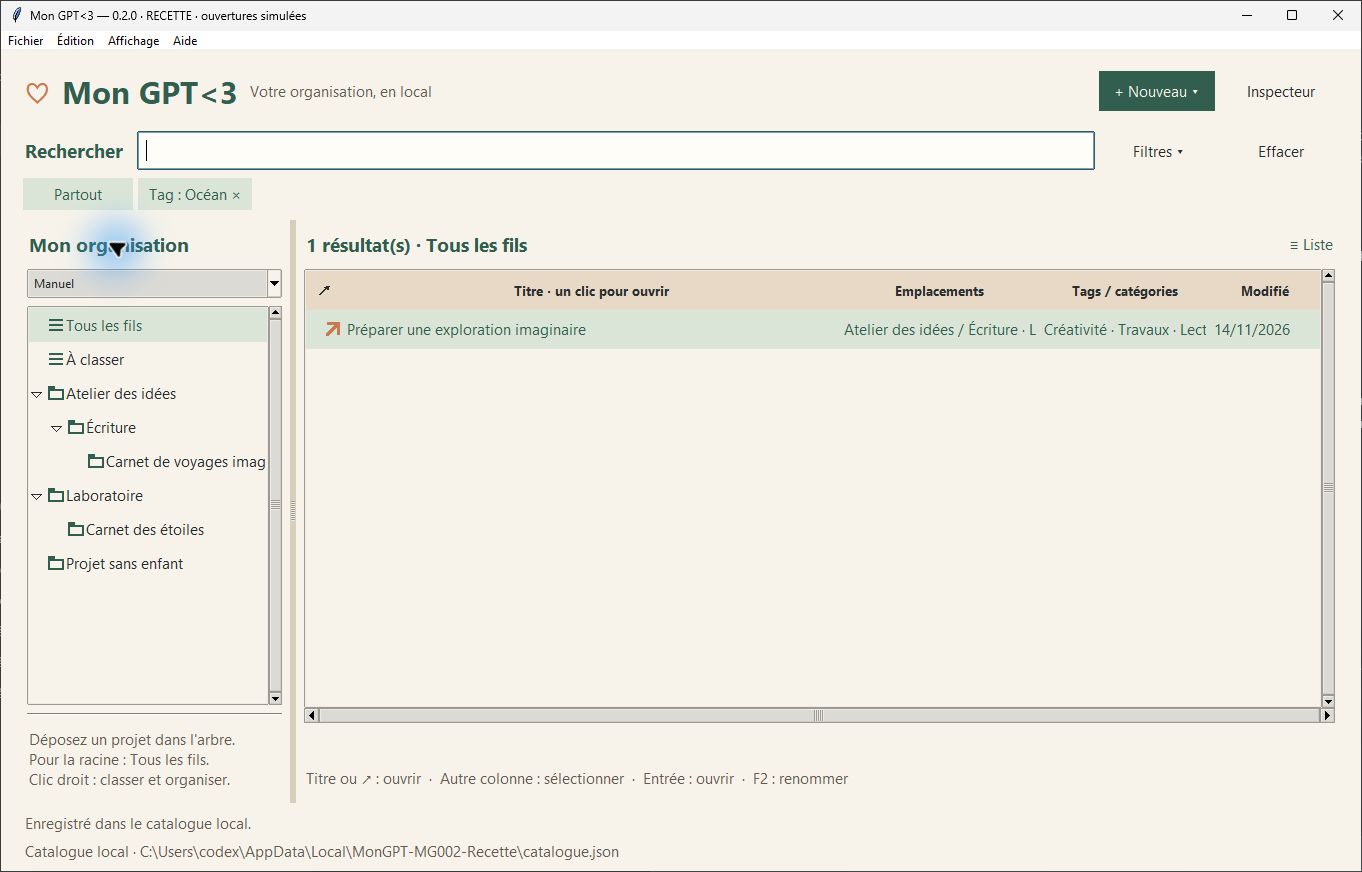 Mon GPT<3 — 0.2.0 · RECETTE · ouvertures simulées
Fichier Édition Affichage Aide
Mon GPT<3 Votre organisation, en local
+ Nouveau ▾ Inspecteur
Rechercher
Filtres ▾ Effacer
Partout Tag : Océan ×
Mon organisation
Manuel
Tous les fils
À classer
Atelier des idées
Écriture
Carnet de voyages imag
Laboratoire
Carnet des étoiles
Projet sans enfant
Déposez un projet dans l'arbre.
Pour la racine : Tous les fils.
Clic droit : classer et organiser.
1 résultat(s) · Tous les fils
≡ Liste
↗ Titre · un clic pour ouvrir Emplacements Tags / catégories Modifié
Préparer une exploration imaginaire Atelier des idées / Écriture · L Créativité · Travaux · Lect 14/11/2026
Titre ou ↗ : ouvrir · Autre colonne : sélectionner · Entrée : ouvrir · F2 : renommer
Enregistré dans le catalogue local.
Catalogue local · C:\Users\codex\AppData\Local\MonGPT-MG002-Recette\catalogue.json